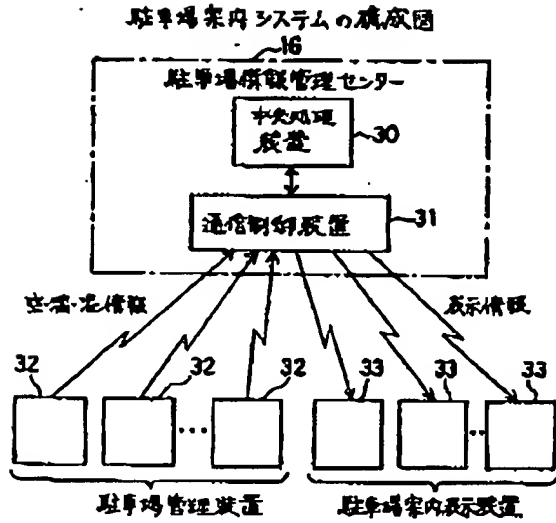 駐車場案内システムの構成図
16
駐車場情報管理センター
中央処理
装置
30
通信制御装置
31
空・満・混情報
表示情報
32
32
32
33
33
33
駐車場管理装置
駐車場案内表示装置